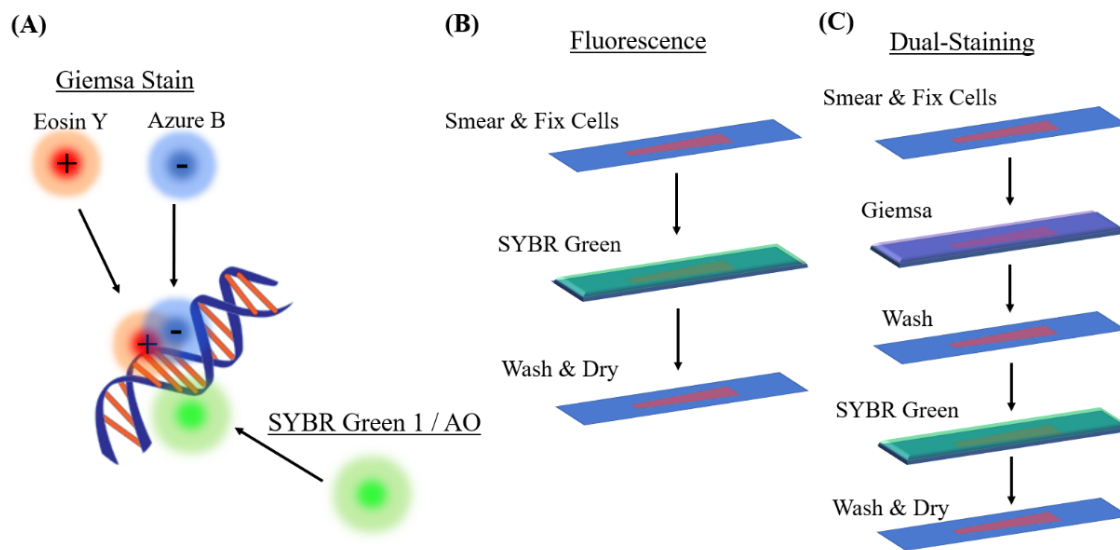 (A)
Giemsa Stain
Eosin Y
Azure B
+
-
+
-
SYBR Green 1 / AO
(B)
Fluorescence
Smear & Fix Cells
SYBR Green
Wash & Dry
(C)
Dual-Staining
Smear & Fix Cells
Giemsa
Wash
SYBR Green
Wash & Dry